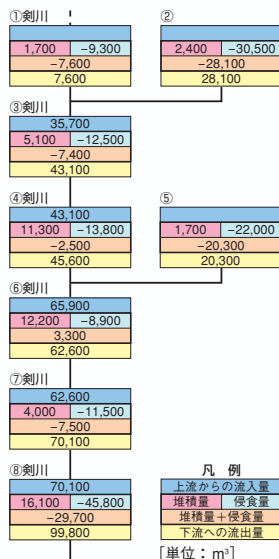 ①剣川
1,700 −9,300
−7,600
7,600
②
2,400 −30,500
−28,100
28,100
③剣川
35,700
5,100 −12,500
−7,400
43,100
④剣川
43,100
11,300 −13,800
−2,500
45,600
⑤
1,700 −22,000
−20,300
20,300
⑥剣川
65,900
12,200 −8,900
3,300
62,600
⑦剣川
62,600
4,000 −11,500
−7,500
70,100
⑧剣川
70,100
16,100 −45,800
−29,700
99,800
凡 例
上流からの流入量
堆積量 侵食量
堆積量+侵食量
下流への流出量
[単位:m³]